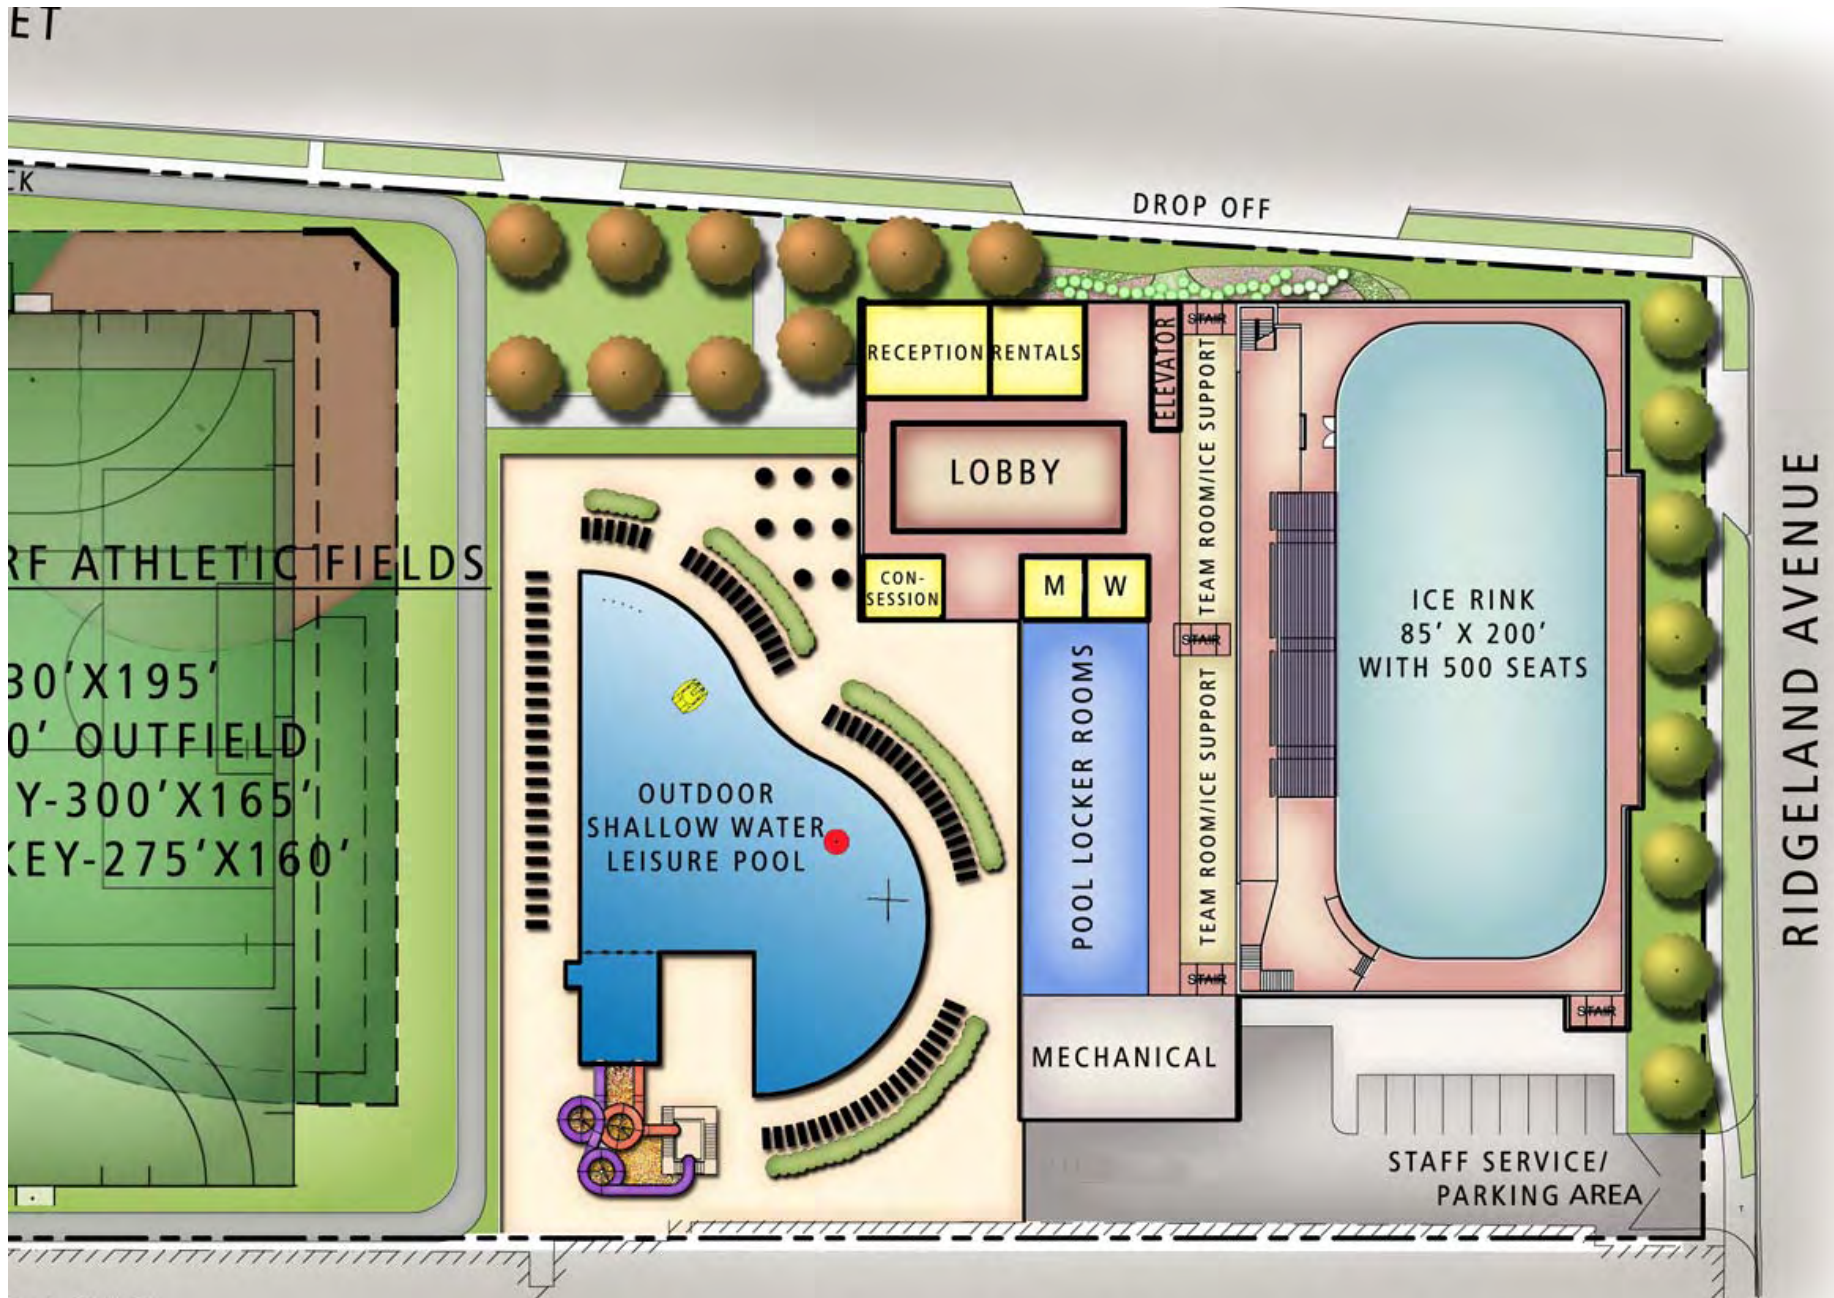 ET
CK
DROP OFF
RECEPTION
RENTALS
ELEVATOR
STAIR
TEAM ROOM/ICE SUPPORT
LOBBY
RF ATHLETIC FIELDS
CON-
SESSION
M
W
STAIR
ICE RINK
85' X 200'
WITH 500 SEATS
RIDGELAND AVENUE
30'X195'
0' OUTFIELD
Y-300'X165'
KEY-275'X160'
OUTDOOR
SHALLOW WATER
LEISURE POOL
POOL LOCKER ROOMS
TEAM ROOM/ICE SUPPORT
STAIR
STAIR
MECHANICAL
STAFF SERVICE/
PARKING AREA